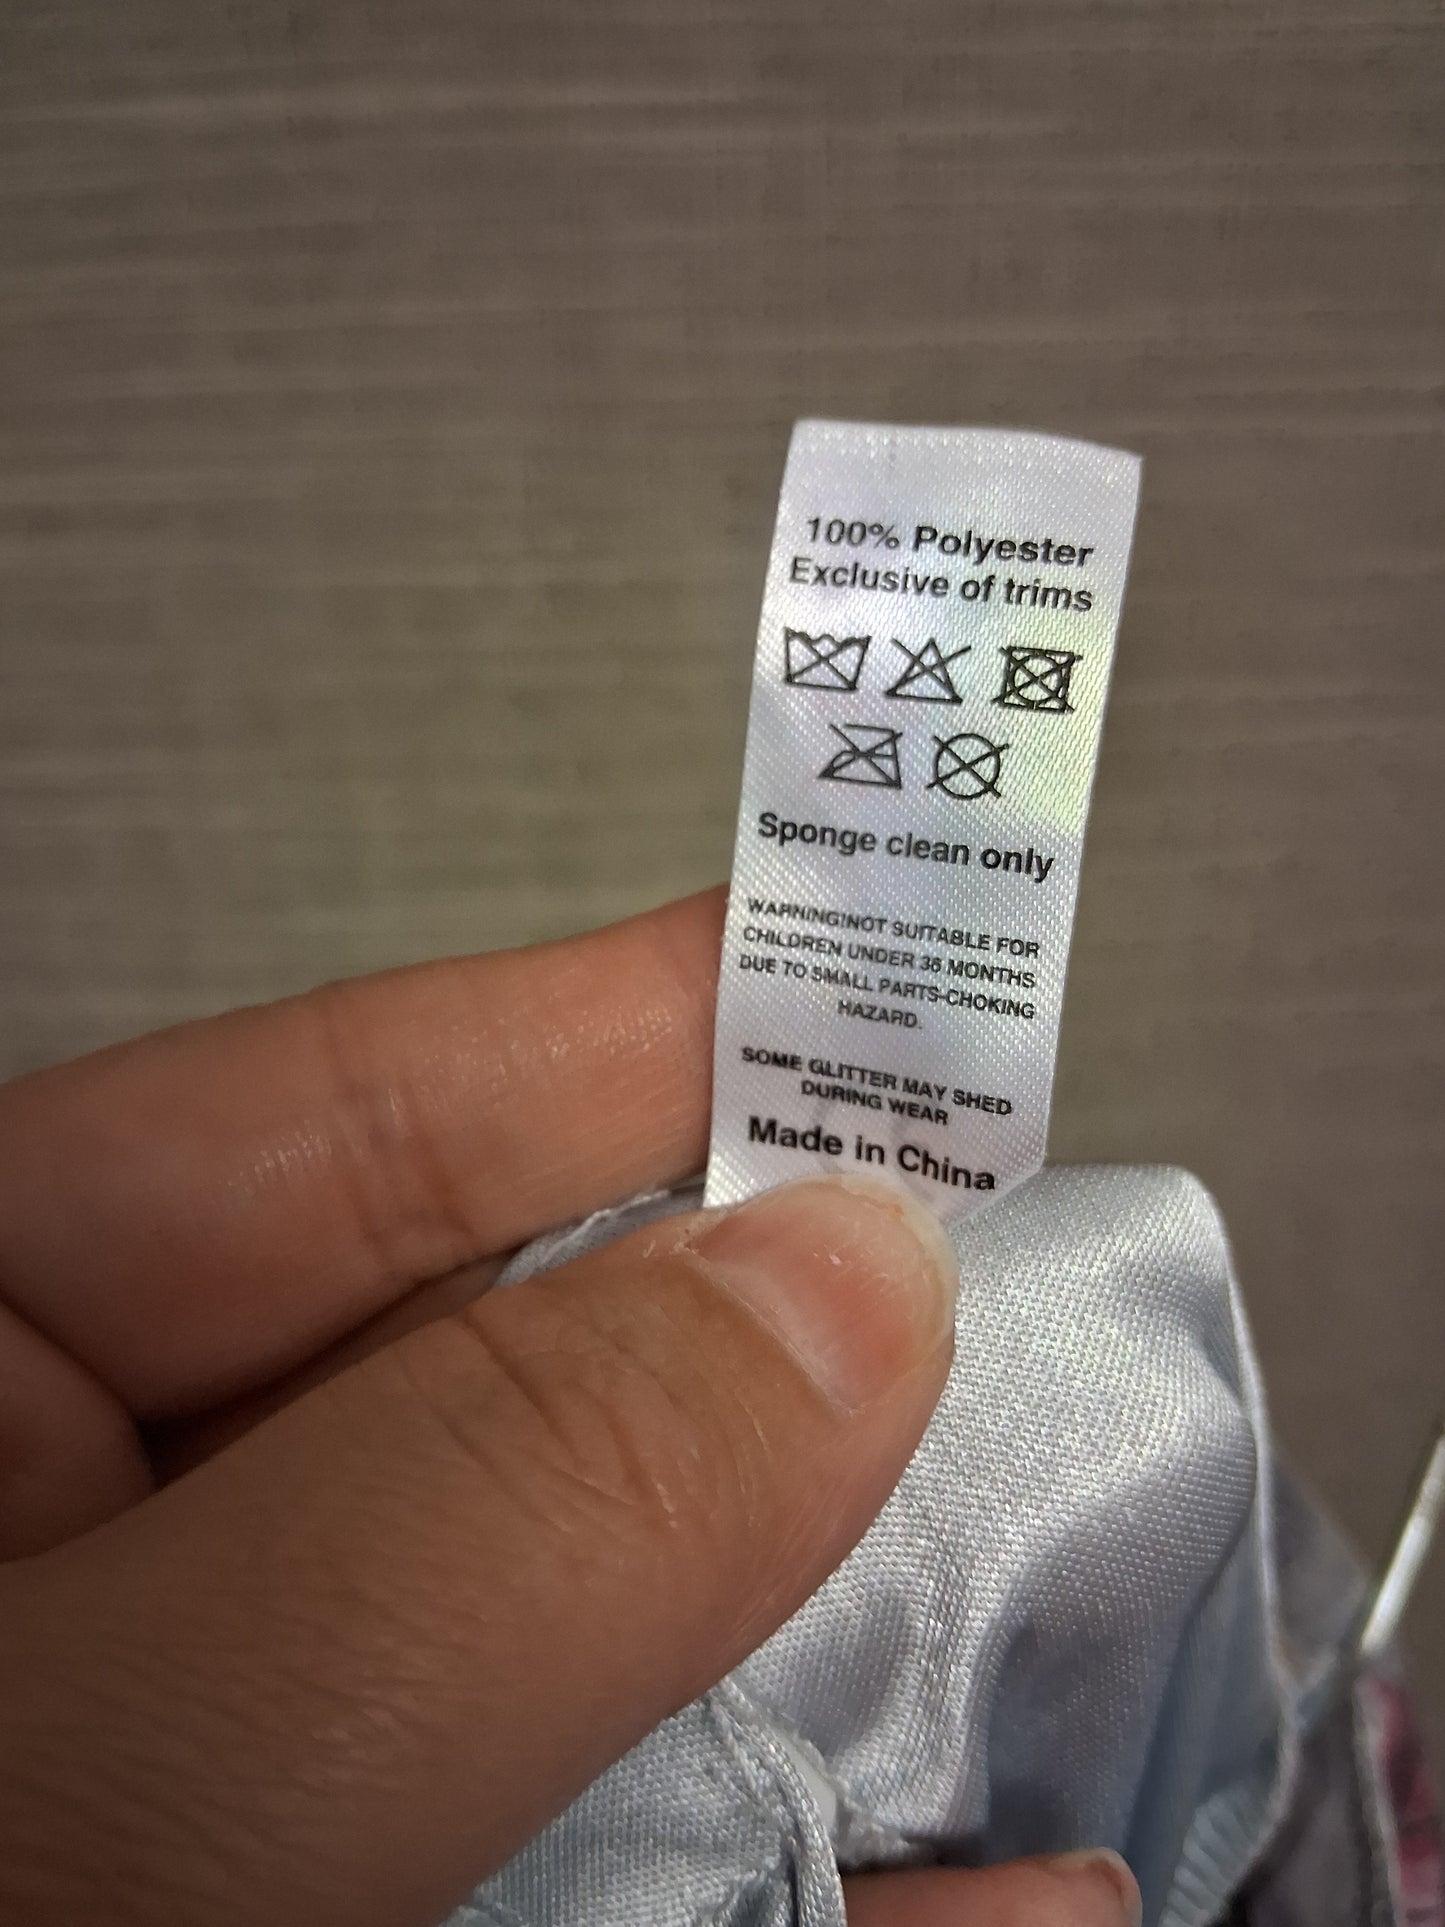 100% Polyester
Exclusive of trims
Sponge clean only
WARNING!NOT SUITABLE FOR
CHILDREN UNDER 36 MONTHS
DUE TO SMALL PARTS-CHOKING
HAZARD.
SOME GLITTER MAY SHED
DURING WEAR
Made in China